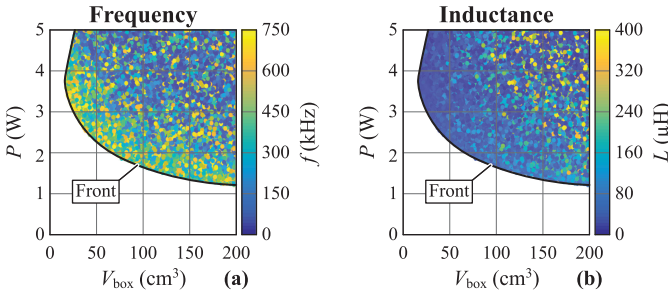 Frequency
5
4
3
2
1
0
P (W)
Front
0 50 100 150 200
V_box (cm³)
(a)
750
600
450
300
150
0
f (kHz)
Inductance
5
4
3
2
1
0
P (W)
Front
0 50 100 150 200
V_box (cm³)
(b)
400
320
240
160
80
0
L (μH)